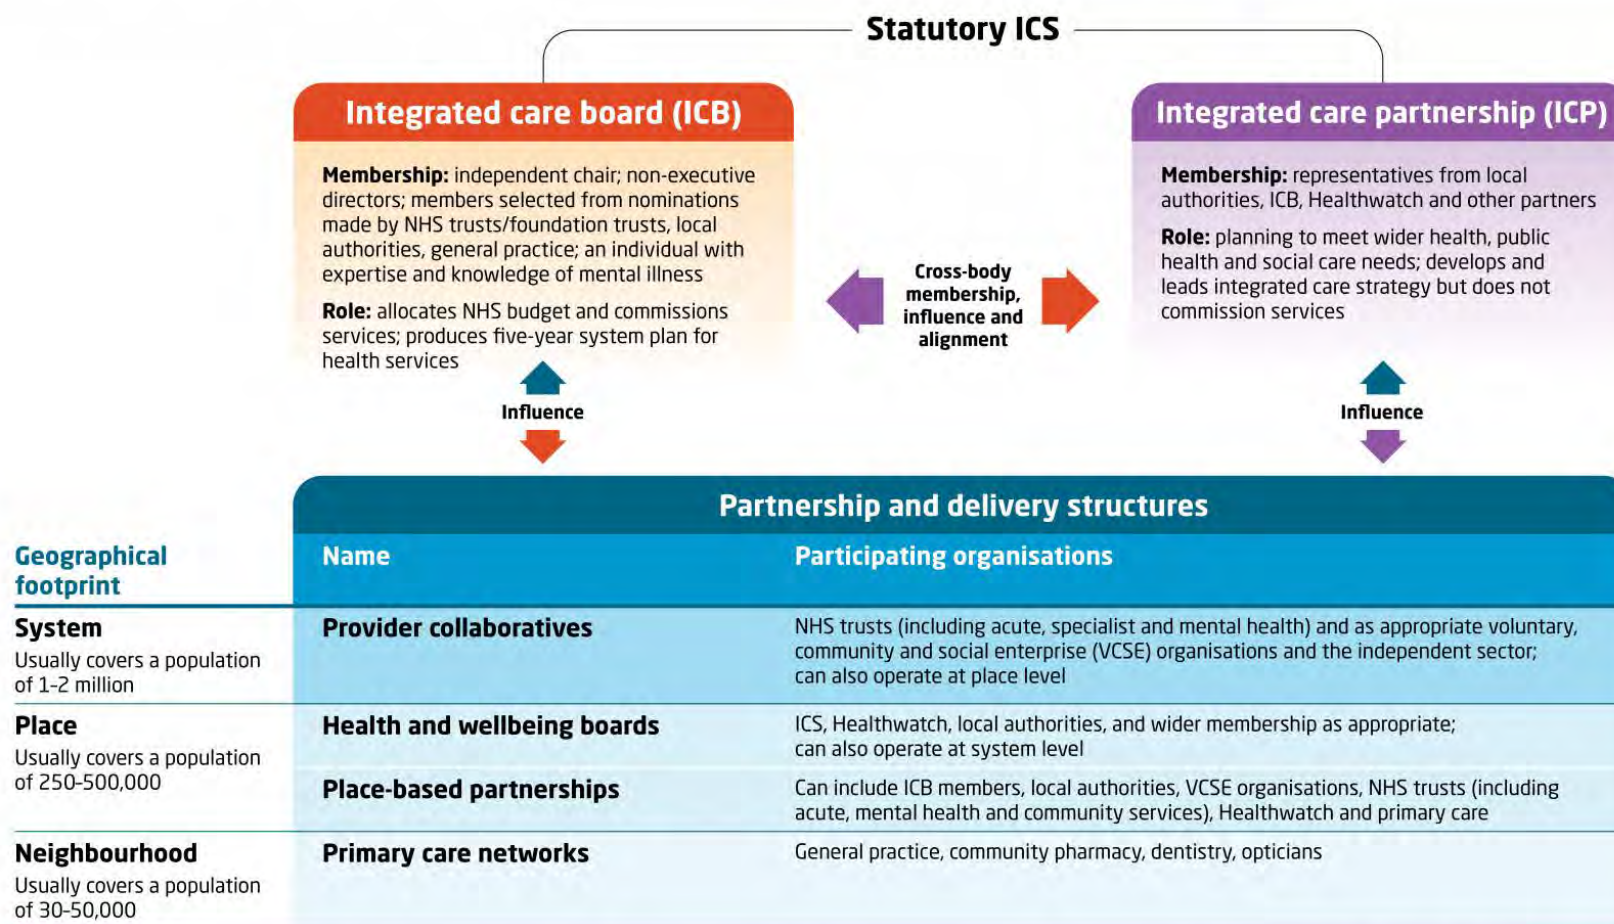 Statutory ICS
Integrated care board (ICB)
Membership: independent chair; non-executive
directors; members selected from nominations
made by NHS trusts/foundation trusts, local
authorities, general practice; an individual with
expertise and knowledge of mental illness
Role: allocates NHS budget and commissions
services; produces five-year system plan for
health services
Cross-body
membership,
influence and
alignment
Integrated care partnership (ICP)
Membership: representatives from local
authorities, ICB, Healthwatch and other partners
Role: planning to meet wider health, public
health and social care needs; develops and
leads integrated care strategy but does not
commission services
Influence
Influence
Partnership and delivery structures
Geographical
footprint
Name
Participating organisations
System
Usually covers a population
of 1–2 million
Provider collaboratives
NHS trusts (including acute, specialist and mental health) and as appropriate voluntary,
community and social enterprise (VCSE) organisations and the independent sector;
can also operate at place level
Place
Usually covers a population
of 250–500,000
Health and wellbeing boards
ICS, Healthwatch, local authorities, and wider membership as appropriate;
can also operate at system level
Place-based partnerships
Can include ICB members, local authorities, VCSE organisations, NHS trusts (including
acute, mental health and community services), Healthwatch and primary care
Neighbourhood
Usually covers a population
of 30–50,000
Primary care networks
General practice, community pharmacy, dentistry, opticians